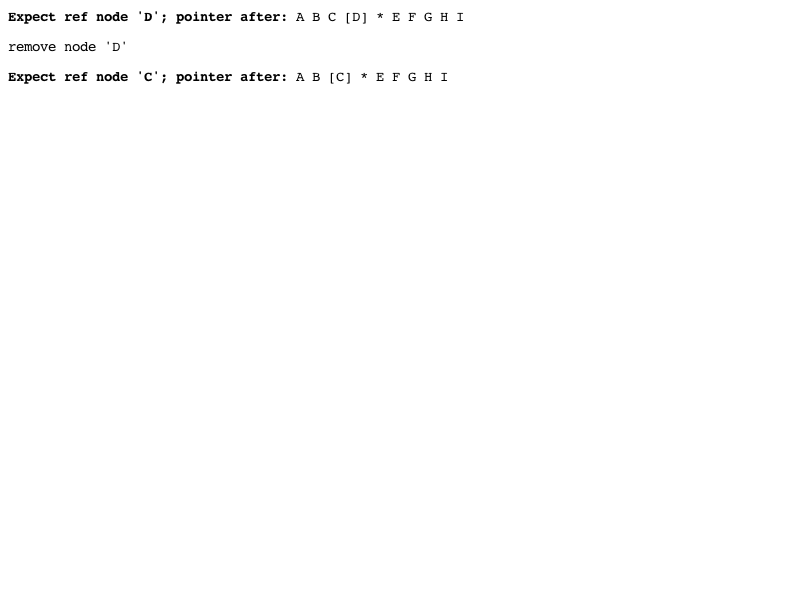 Expect ref node 'D'; pointer after: A B C [D] * E F G H I
remove node 'D'
Expect ref node 'C'; pointer after: A B [C] * E F G H I